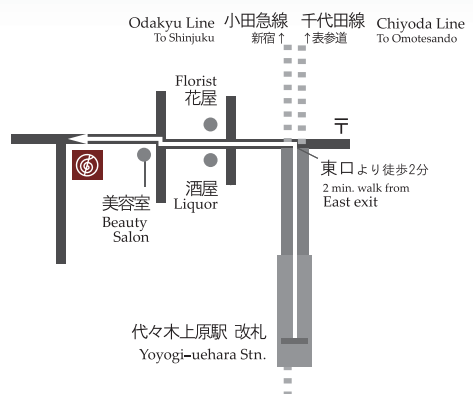 Odakyu Line 小田急線 千代田線 Chiyoda Line
To Shinjuku 新宿↑ ↑表参道 To Omotesando
Florist
花屋
〒
東口より徒歩2分
2 min. walk from
East exit
美容室
Beauty
Salon
酒屋
Liquor
代々木上原駅 改札
Yoyogi-uehara Stn.